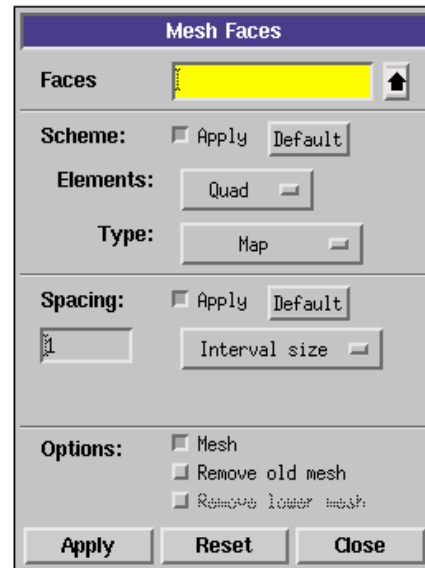 Mesh Faces
Faces
Scheme: Apply Default
Elements: Quad
Type: Map
Spacing: Apply Default
1 Interval size
Options: Mesh
Remove old mesh
Remove lower mesh
Apply Reset Close